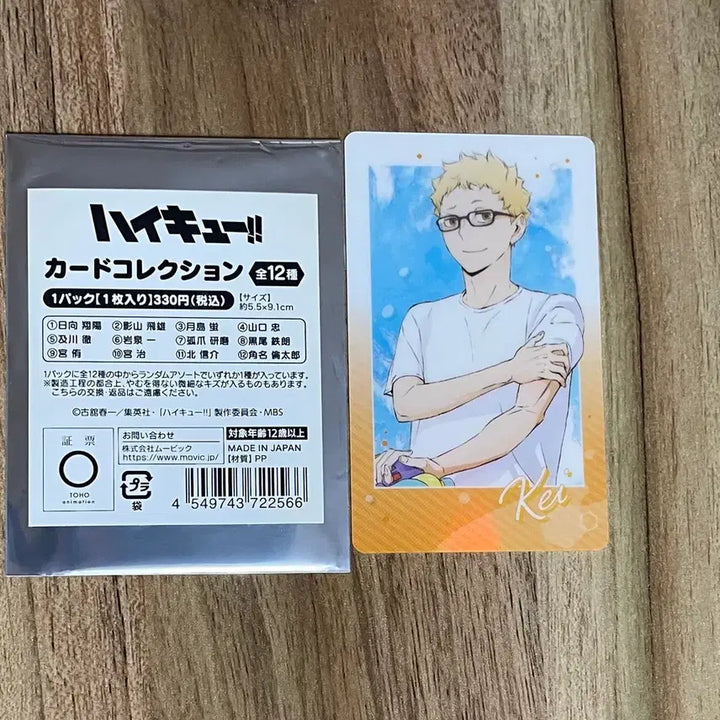 ハイキュー!!
カードコレクション 全12種
1パック【1枚入り】330円(税込) 【サイズ】約5.5×9.1cm
①日向 翔陽 ②影山 飛雄 ③月島 蛍 ④山口 忠
⑤及川 徹 ⑥岩泉 一 ⑦孤爪 研磨 ⑧黒尾 鉄朗
⑨宮 侑 ⑩宮 治 ⑪北 信介 ⑫角名 倫太郎
1パックに全12種の中からランダムアソートでいずれか1種が入っています。
※製造工程の都合上、やむを得ない微細なキズが入るものもあります。
こちらの交換・返品はご遠慮ください。
©古舘春一/集英社・「ハイキュー!!」製作委員会・MBS
証票
TOHO
animation
お問い合わせ
株式会社ムービック
https://www.movic.jp/
対象年齢12歳以上
MADE IN JAPAN
【材質】PP
プラ
袋
4 549743 722566
Kei